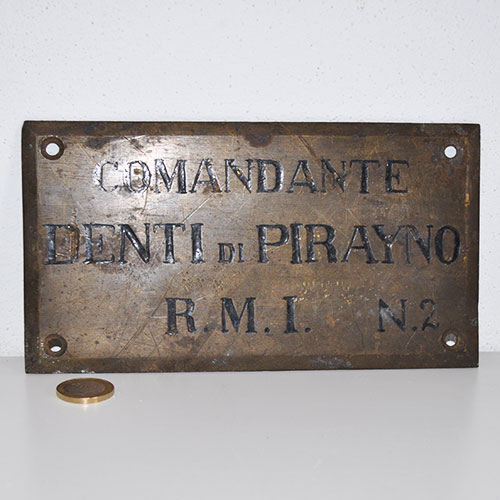 COMANDANTE
DENTI DI PIRAYNO
R.M.I. N.2